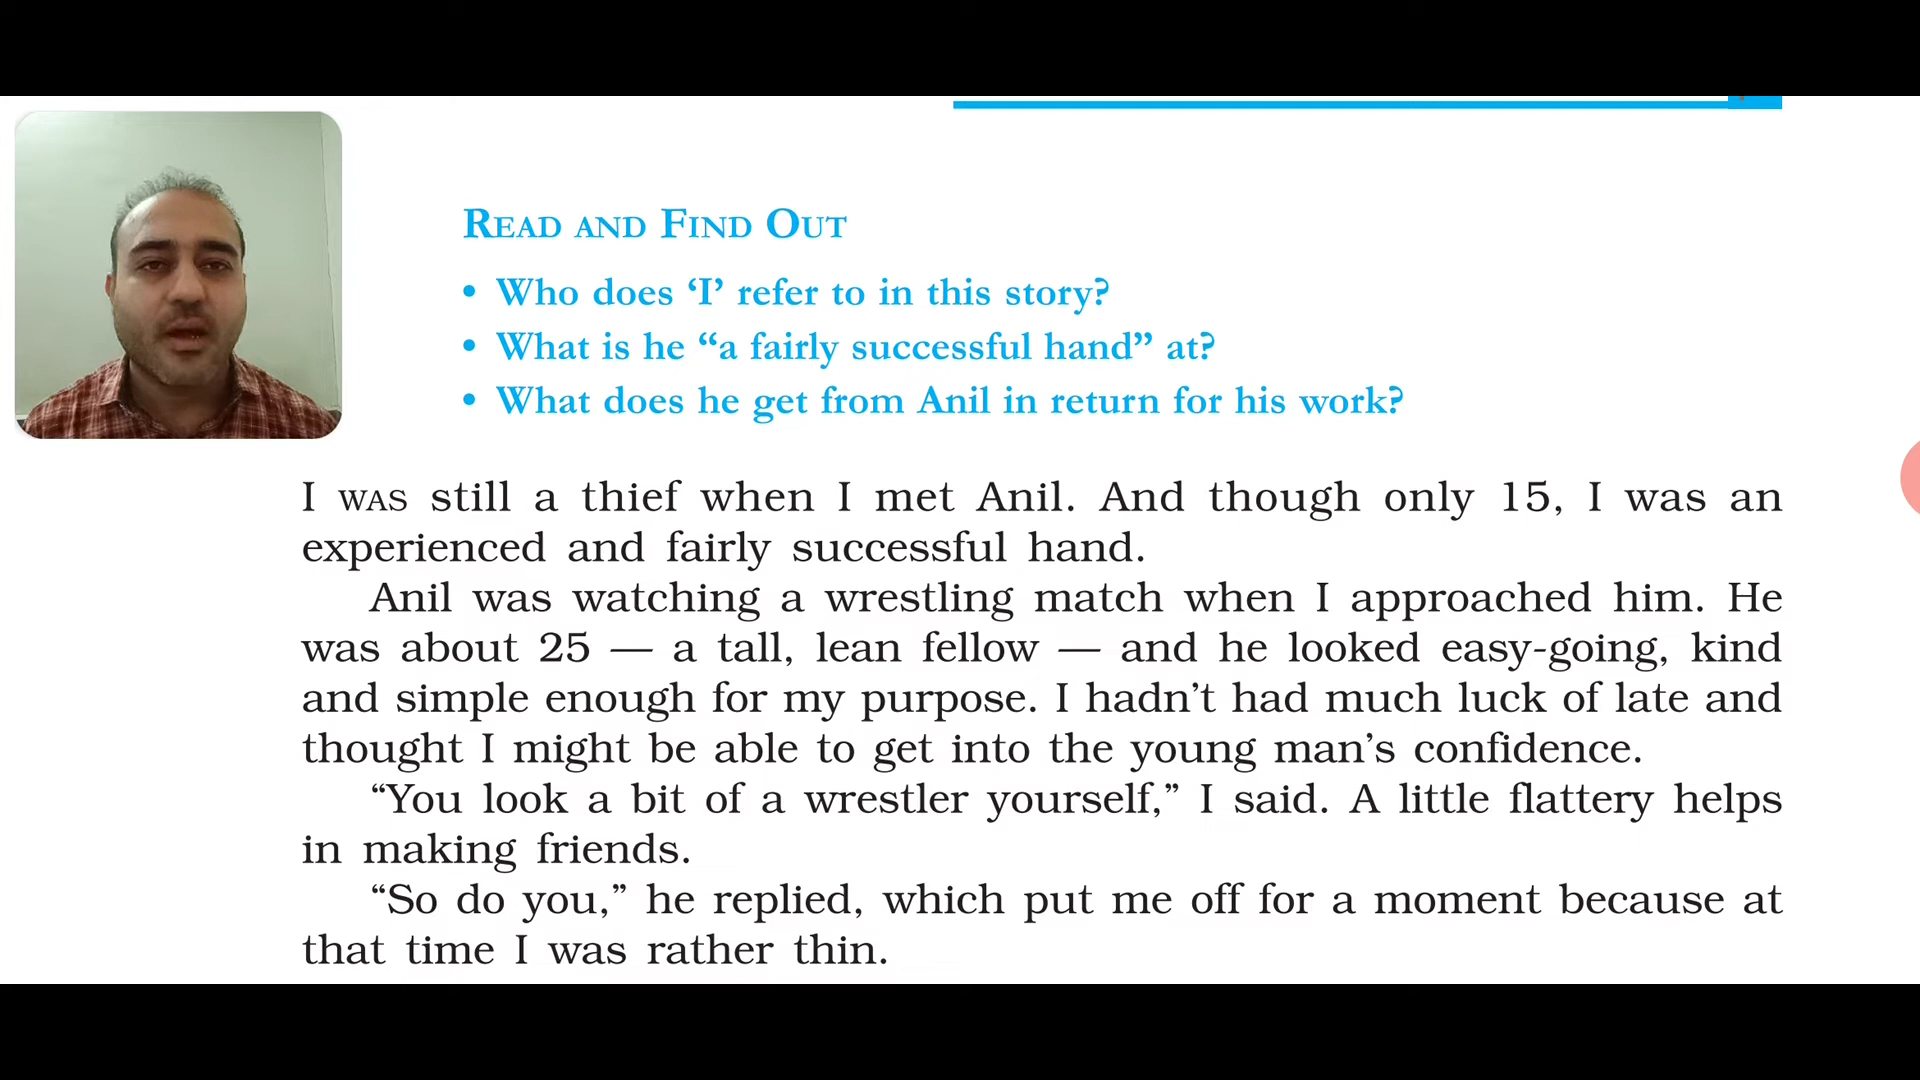 READ AND FIND OUT
• Who does ‘I’ refer to in this story?
• What is he “a fairly successful hand” at?
• What does he get from Anil in return for his work?
I WAS still a thief when I met Anil. And though only 15, I was an
experienced and fairly successful hand.
Anil was watching a wrestling match when I approached him. He
was about 25 — a tall, lean fellow — and he looked easy-going, kind
and simple enough for my purpose. I hadn’t had much luck of late and
thought I might be able to get into the young man’s confidence.
“You look a bit of a wrestler yourself,” I said. A little flattery helps
in making friends.
“So do you,” he replied, which put me off for a moment because at
that time I was rather thin.